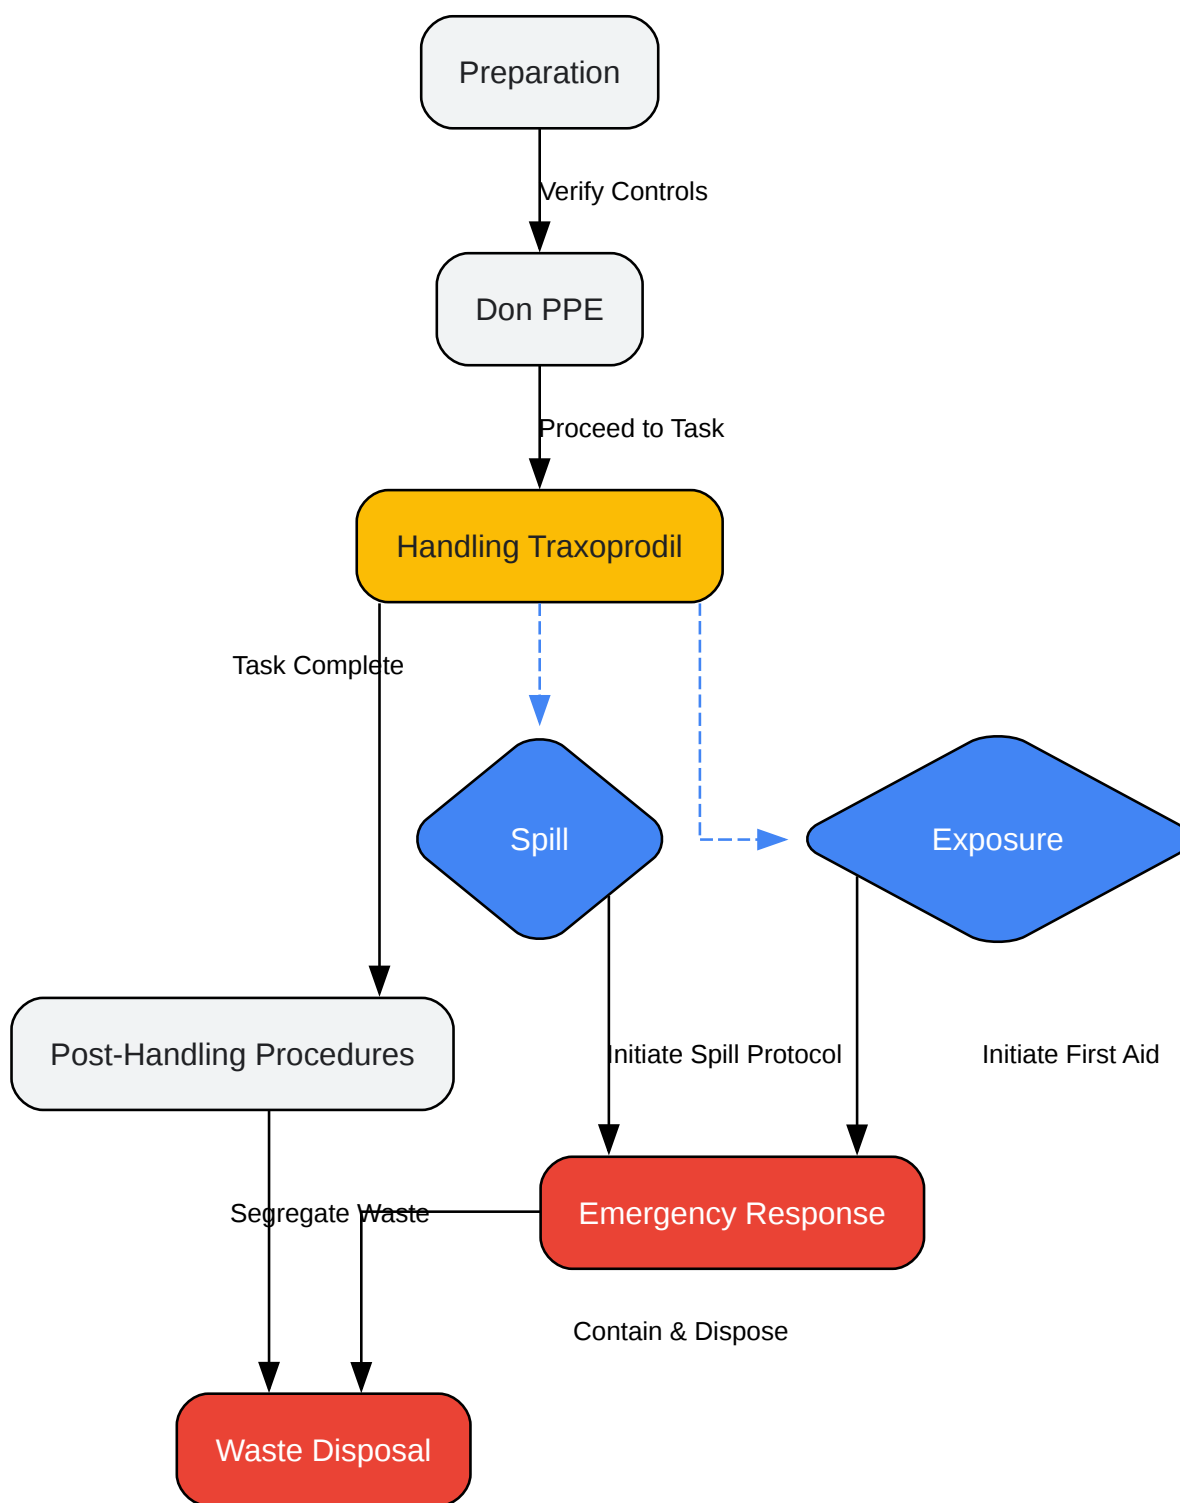 Preparation
Verify Controls
Don PPE
Proceed to Task
Handling Traxoprodil
Task Complete
Spill
Exposure
Post-Handling Procedures
Initiate Spill Protocol
Initiate First Aid
Segregate Waste
Emergency Response
Contain & Dispose
Waste Disposal